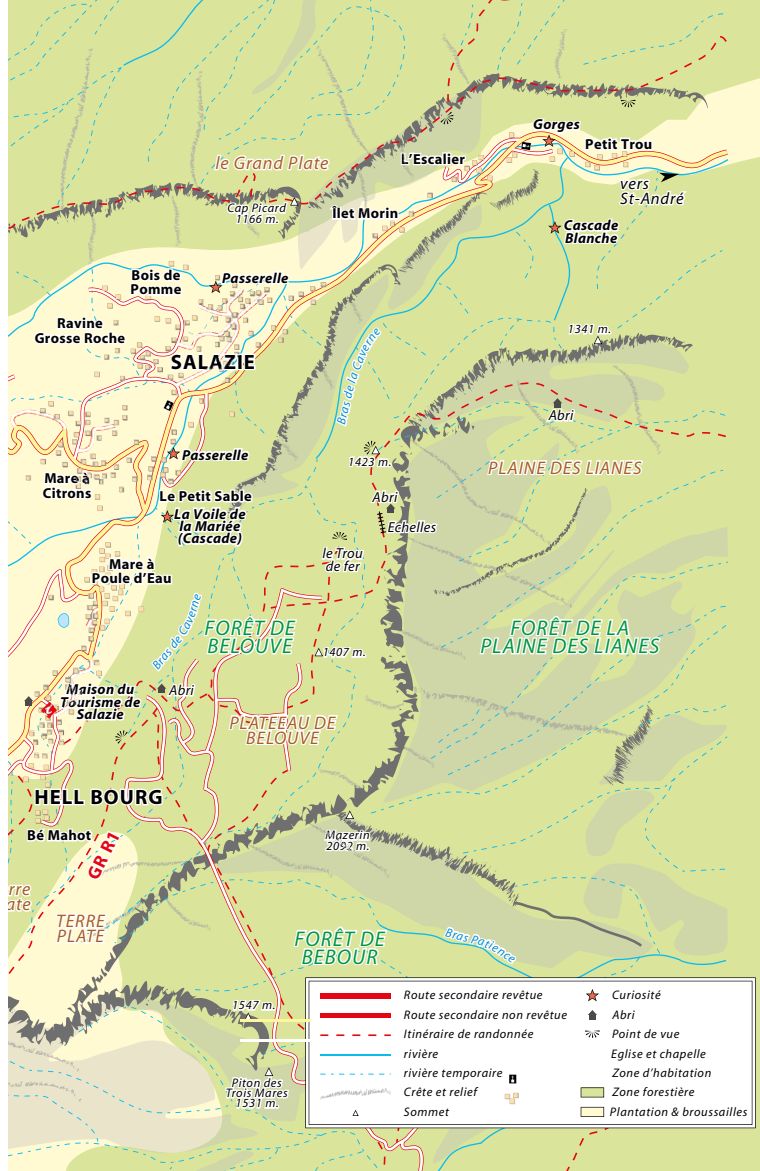 Gorges
Petit Trou
L'Escalier
le Grand Plate
vers
St-André
Cap Picard
1166 m.
Îlet Morin
Cascade
Blanche
Bois de
Pomme
Passerelle
Ravine
Grosse Roche
1341 m.
SALAZIE
Bras de la Caverne
Abri
Passerelle
1423 m.
PLAINE DES LIANES
Mare à
Citrons
Le Petit Sable
Abri
La Voile de
la Mariée
(Cascade)
Echelles
le Trou
de fer
Mare à
Poule d'Eau
Bras de Caverne
FORÊT DE
BELOUVE
FORÊT DE LA
PLAINE DES LIANES
1407 m.
Maison du
Tourisme de
Salazie
Abri
PLATEEAU DE
BELOUVE
HELL BOURG
Bé Mahot
GR R1
Mazerin
2092 m.
erre
ate
TERRE
PLATE
FORÊT DE
BEBOUR
Bras Patience
1547 m.
Piton des
Trois Mares
1531 m.
Route secondaire revêtue
Route secondaire non revêtue
Itinéraire de randonnée
rivière
rivière temporaire
Crête et relief
Sommet
Curiosité
Abri
Point de vue
Eglise et chapelle
Zone d'habitation
Zone forestière
Plantation & broussailles